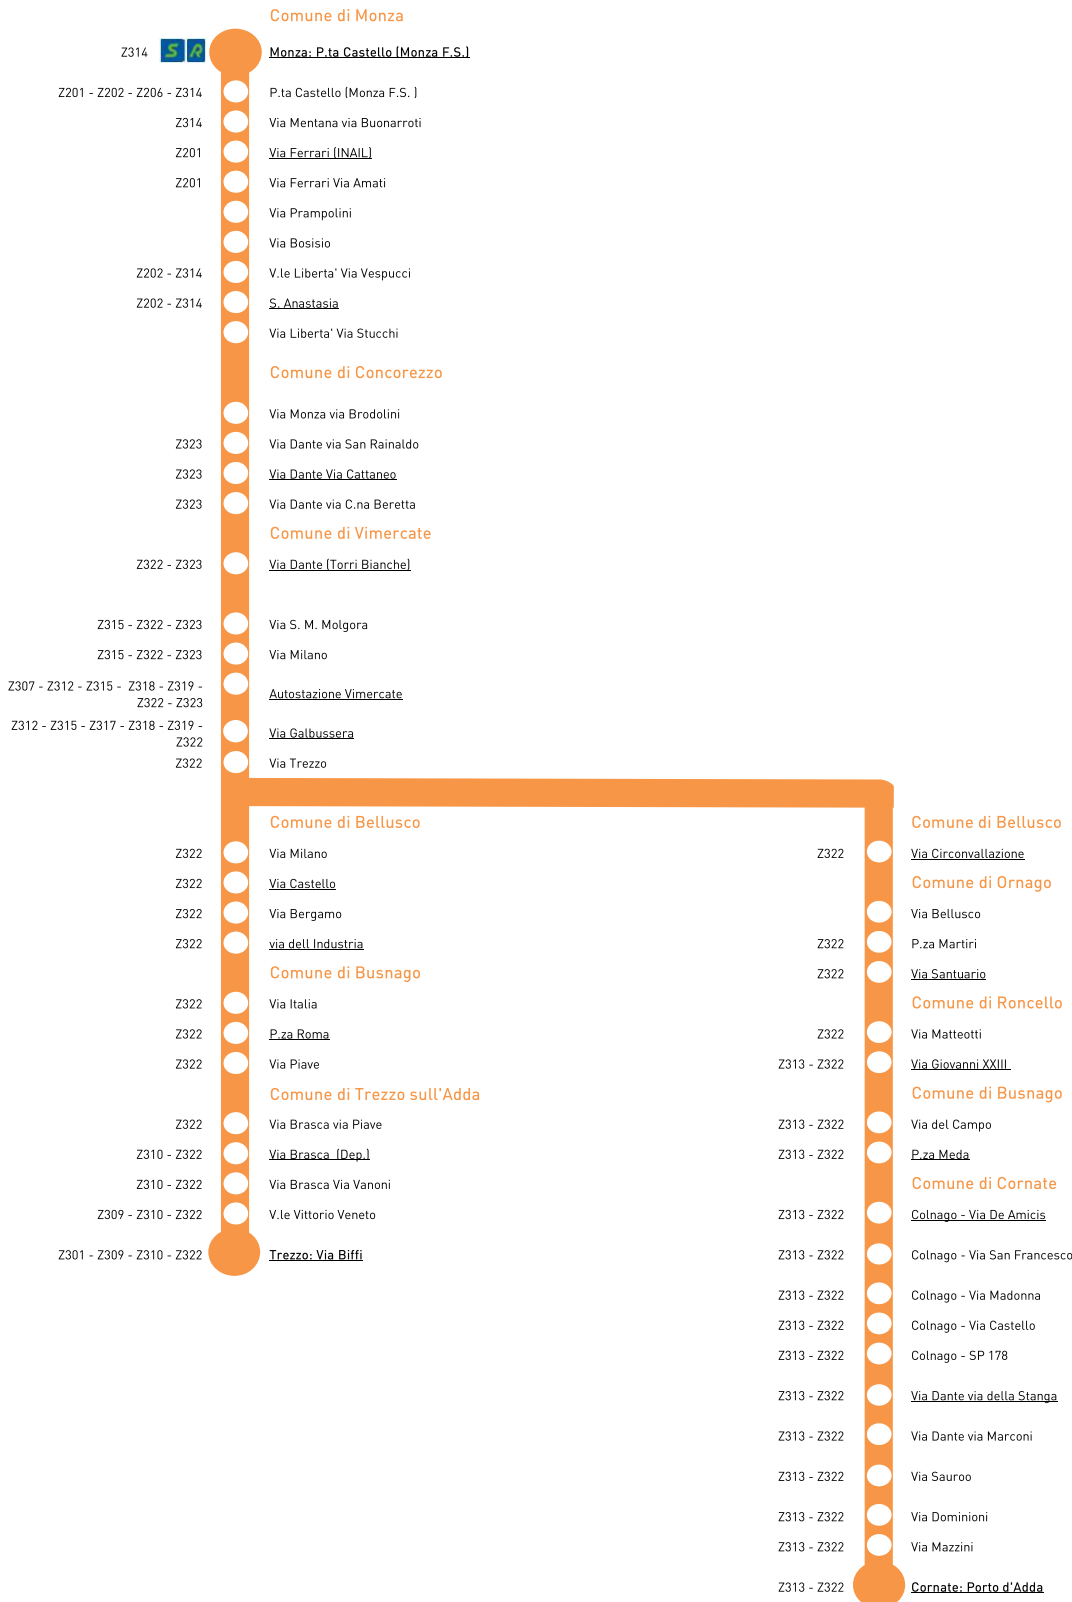 Comune di Monza
Z314 S R Monza: P.ta Castello (Monza F.S.)
Z201 - Z202 - Z206 - Z314 P.ta Castello (Monza F.S. )
Z314 Via Mentana via Buonarroti
Z201 Via Ferrari (INAIL)
Z201 Via Ferrari Via Amati
Via Prampolini
Via Bosisio
Z202 - Z314 V.le Liberta' Via Vespucci
Z202 - Z314 S. Anastasia
Via Liberta' Via Stucchi
Comune di Concorezzo
Via Monza via Brodolini
Z323 Via Dante via San Rainaldo
Z323 Via Dante Via Cattaneo
Z323 Via Dante via C.na Beretta
Comune di Vimercate
Z322 - Z323 Via Dante (Torri Bianche)
Z315 - Z322 - Z323 Via S. M. Molgora
Z315 - Z322 - Z323 Via Milano
Z307 - Z312 - Z315 - Z318 - Z319 -
Z322 - Z323
Autostazione Vimercate
Z312 - Z315 - Z317 - Z318 - Z319 -
Z322
Via Galbussera
Z322 Via Trezzo
Comune di Bellusco
Z322 Via Milano
Z322 Via Castello
Z322 Via Bergamo
Z322 via dell Industria
Comune di Busnago
Z322 Via Italia
Z322 P.za Roma
Z322 Via Piave
Comune di Trezzo sull'Adda
Z322 Via Brasca via Piave
Z310 - Z322 Via Brasca (Dep.)
Z310 - Z322 Via Brasca Via Vanoni
Z309 - Z310 - Z322 V.le Vittorio Veneto
Z301 - Z309 - Z310 - Z322 Trezzo: Via Biffi
Comune di Bellusco
Z322 Via Circonvallazione
Comune di Ornago
Via Bellusco
Z322 P.za Martiri
Z322 Via Santuario
Comune di Roncello
Z322 Via Matteotti
Z313 - Z322 Via Giovanni XXIII
Comune di Busnago
Z313 - Z322 Via del Campo
Z313 - Z322 P.za Meda
Comune di Cornate
Z313 - Z322 Colnago - Via De Amicis
Z313 - Z322 Colnago - Via San Francesco
Z313 - Z322 Colnago - Via Madonna
Z313 - Z322 Colnago - Via Castello
Z313 - Z322 Colnago - SP 178
Z313 - Z322 Via Dante via della Stanga
Z313 - Z322 Via Dante via Marconi
Z313 - Z322 Via Sauroo
Z313 - Z322 Via Dominioni
Z313 - Z322 Via Mazzini
Z313 - Z322 Cornate: Porto d'Adda